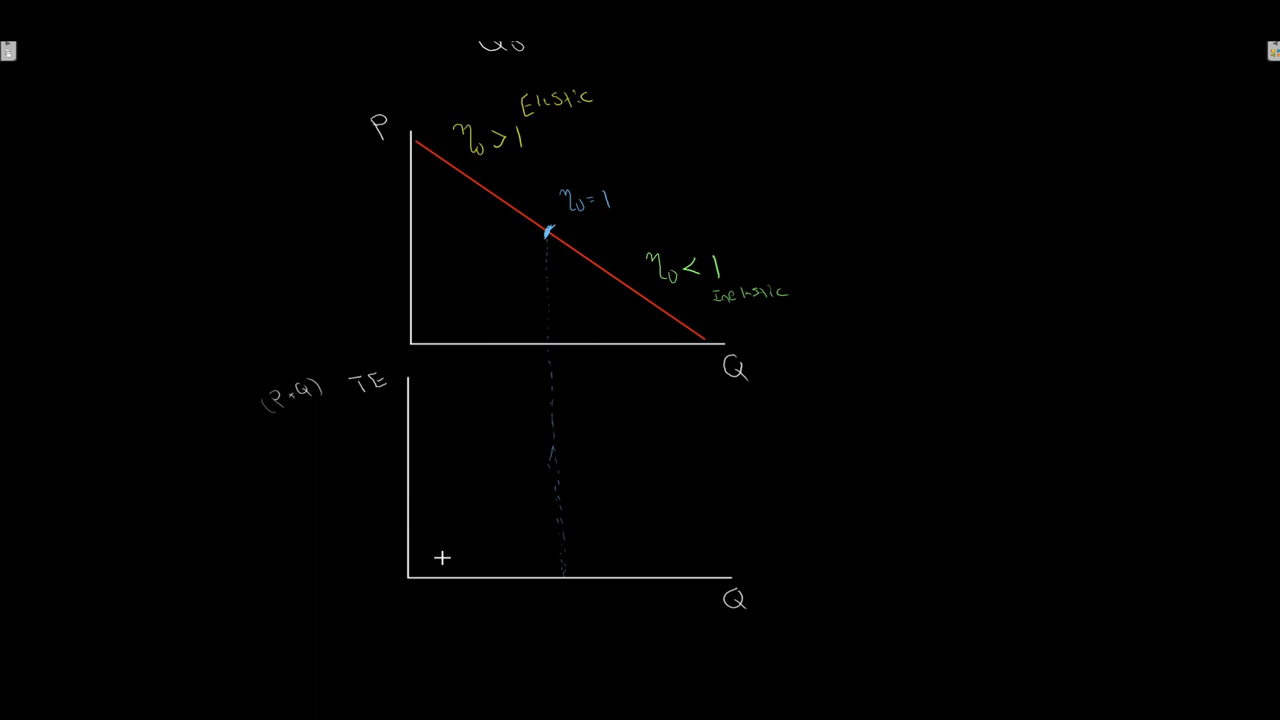 Elastic
P
η_D > 1
η_D = 1
η_D < 1
Inelastic
Q
(P×Q) TE
Q